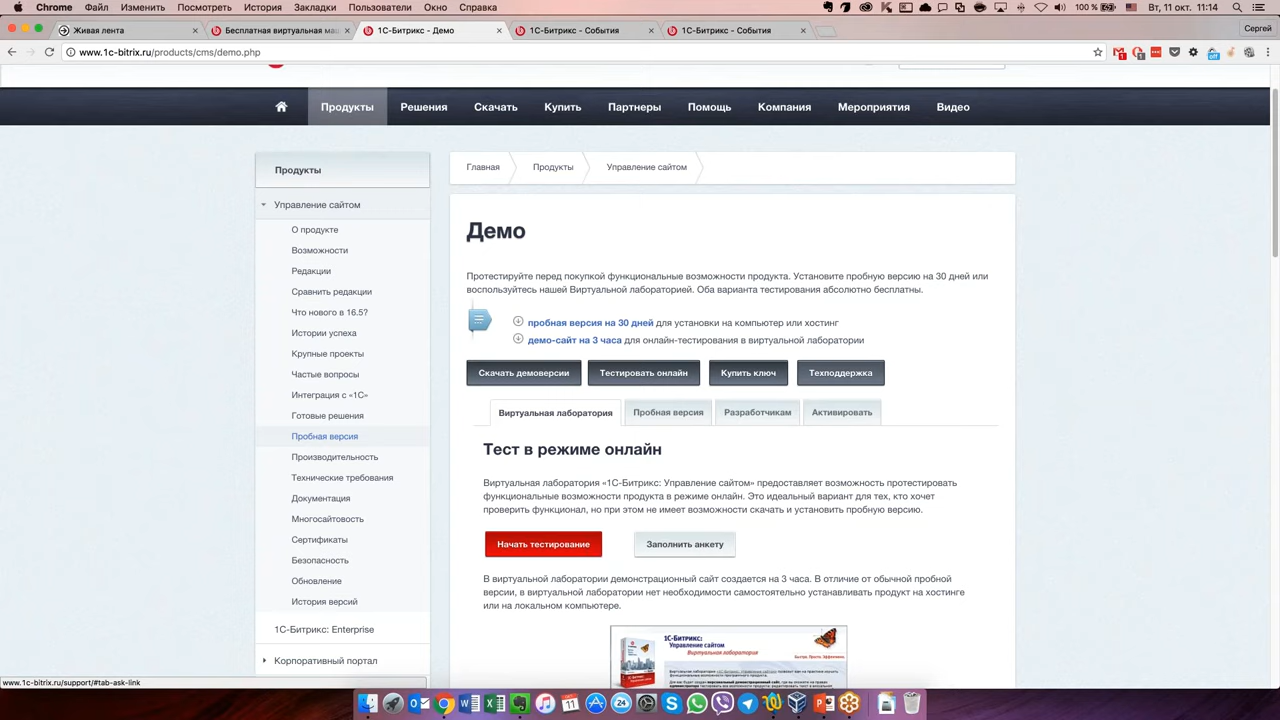 Chrome Файл Изменить Посмотреть История Закладки Пользователи Окно Справка 100 % Вт, 11 окт. 11:14
Живая лента
Бесплатная виртуальная маш
1С-Битрикс - Демо
1С-Битрикс - События
1С-Битрикс - События
Сергей
www.1c-bitrix.ru/products/cms/demo.php
Продукты Решения Скачать Купить Партнеры Помощь Компания Мероприятия Видео
Продукты
Управление сайтом
О продукте
Возможности
Редакции
Сравнить редакции
Что нового в 16.5?
Истории успеха
Крупные проекты
Частые вопросы
Интеграция с «1С»
Готовые решения
Пробная версия
Производительность
Технические требования
Документация
Многосайтовость
Сертификаты
Безопасность
Обновление
История версий
1С-Битрикс: Enterprise
Корпоративный портал
Главная Продукты Управление сайтом
Демо
Протестируйте перед покупкой функциональные возможности продукта. Установите пробную версию на 30 дней или
воспользуйтесь нашей Виртуальной лабораторией. Оба варианта тестирования абсолютно бесплатны.
пробная версия на 30 дней для установки на компьютер или хостинг
демо-сайт на 3 часа для онлайн-тестирования в виртуальной лаборатории
Скачать демоверсии Тестировать онлайн Купить ключ Техподдержка
Виртуальная лаборатория Пробная версия Разработчикам Активировать
Тест в режиме онлайн
Виртуальная лаборатория «1С-Битрикс: Управление сайтом» предоставляет возможность протестировать
функциональные возможности продукта в режиме онлайн. Это идеальный вариант для тех, кто хочет
проверить функционал, но при этом не имеет возможности скачать и установить пробную версию.
Начать тестирование Заполнить анкету
В виртуальной лаборатории демонстрационный сайт создается на 3 часа. В отличие от обычной пробной
версии, в виртуальной лаборатории нет необходимости самостоятельно устанавливать продукт на хостинге
или на локальном компьютере.
1С-Битрикс:
Управление сайтом
Виртуальная лаборатория
Быстро. Просто. Эффективно.
www.1c-bitrix.ru/support/#tab-ask-link